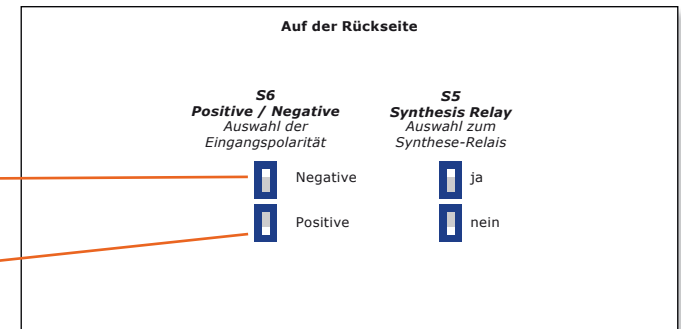 Auf der Rückseite
S6
Positive / Negative
Auswahl der
Eingangspolarität
Negative
Positive
S5
Synthesis Relay
Auswahl zum
Synthese-Relais
ja
nein